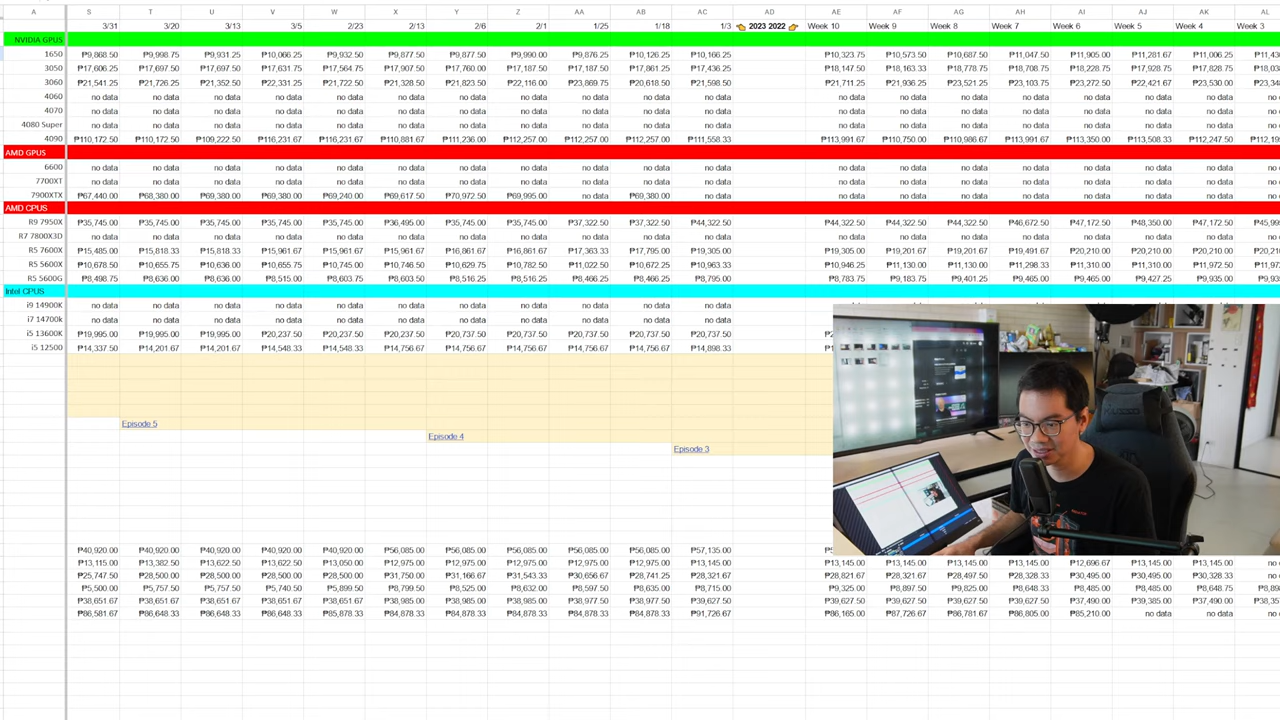 A S T U V W X Y Z AA AB AC AD AE AF AG AH AI AJ AK AL
3/31 3/20 3/13 3/5 2/23 2/13 2/6 2/1 1/25 1/18 1/3 👈 2023 2022 👉 Week 10 Week 9 Week 8 Week 7 Week 6 Week 5 Week 4 Week 3
NVIDIA GPUS
1650 ₱9,868.50 ₱9,998.75 ₱9,931.25 ₱10,066.25 ₱9,932.50 ₱9,877.50 ₱9,877.50 ₱9,990.00 ₱9,876.25 ₱10,126.25 ₱10,166.25 ₱10,323.75 ₱10,573.50 ₱10,687.50 ₱11,047.50 ₱11,905.00 ₱11,281.67 ₱11,006.25
3050 ₱17,606.25 ₱17,697.50 ₱17,697.50 ₱17,631.75 ₱17,564.75 ₱17,907.50 ₱17,760.00 ₱17,187.50 ₱17,187.50 ₱17,861.25 ₱17,436.25 ₱18,147.50 ₱18,163.33 ₱18,778.75 ₱18,708.75 ₱18,228.75 ₱17,928.75 ₱17,828.75
3060 ₱21,541.25 ₱21,726.25 ₱21,352.50 ₱22,331.25 ₱21,722.50 ₱21,328.50 ₱21,823.50 ₱22,116.00 ₱23,869.75 ₱20,618.50 ₱21,598.50 ₱21,711.25 ₱21,936.25 ₱23,521.25 ₱23,103.75 ₱23,272.50 ₱22,421.67 ₱23,530.00
4060 no data no data no data no data no data no data no data no data no data no data no data no data no data no data no data no data no data no data no data
4070 no data no data no data no data no data no data no data no data no data no data no data no data no data no data no data no data no data no data no data
4080 Super no data no data no data no data no data no data no data no data no data no data no data no data no data no data no data no data no data no data no data
4090 ₱110,172.50 ₱110,172.50 ₱109,222.50 ₱116,231.67 ₱116,231.67 ₱110,881.67 ₱111,236.00 ₱112,257.00 ₱112,257.00 ₱112,257.00 ₱111,558.33 ₱113,991.67 ₱110,750.00 ₱110,986.67 ₱113,991.67 ₱113,350.00 ₱113,508.33 ₱112,247.50
AMD GPUS
6600 no data no data no data no data no data no data no data no data no data no data no data no data no data no data no data no data no data no data no data
7700XT no data no data no data no data no data no data no data no data no data no data no data no data no data no data no data no data no data no data no data
7900XTX ₱67,440.00 ₱68,380.00 ₱69,380.00 ₱69,380.00 ₱69,240.00 ₱69,617.50 ₱70,972.50 ₱69,995.00 no data ₱69,380.00 no data no data no data no data no data no data no data no data no data
AMD CPUS
R9 7950X ₱35,745.00 ₱35,745.00 ₱35,745.00 ₱35,745.00 ₱35,745.00 ₱36,495.00 ₱35,745.00 ₱35,745.00 ₱37,322.50 ₱37,322.50 ₱44,322.50 ₱44,322.50 ₱44,322.50 ₱44,322.50 ₱46,672.50 ₱47,172.50 ₱48,350.00 ₱47,172.50
R7 7800X3D no data no data no data no data no data no data no data no data no data no data no data no data no data no data no data no data no data no data no data
R5 7600X ₱15,485.00 ₱15,818.33 ₱15,818.33 ₱15,961.67 ₱15,961.67 ₱15,961.67 ₱16,861.67 ₱16,861.67 ₱17,363.33 ₱17,795.00 ₱19,305.00 ₱19,305.00 ₱19,201.67 ₱19,201.67 ₱19,491.67 ₱20,210.00 ₱20,210.00 ₱20,210.00
R5 5600X ₱10,678.50 ₱10,655.75 ₱10,636.00 ₱10,655.75 ₱10,745.00 ₱10,746.50 ₱10,629.75 ₱10,782.50 ₱11,022.50 ₱10,672.25 ₱10,963.33 ₱10,946.25 ₱11,130.00 ₱11,130.00 ₱11,298.33 ₱11,310.00 ₱11,310.00 ₱11,972.50
R5 5600G ₱8,498.75 ₱8,636.00 ₱8,636.00 ₱8,515.00 ₱8,603.75 ₱8,603.50 ₱8,516.25 ₱8,516.25 ₱8,466.25 ₱8,466.25 ₱8,795.00 ₱8,783.75 ₱9,183.75 ₱9,401.25 ₱9,465.00 ₱9,465.00 ₱9,427.25 ₱9,935.00
Intel CPUS
i9 14900K no data no data no data no data no data no data no data no data no data no data no data
i7 14700k no data no data no data no data no data no data no data no data no data no data no data
i5 13600K ₱19,995.00 ₱19,995.00 ₱19,995.00 ₱20,237.50 ₱20,237.50 ₱20,237.50 ₱20,737.50 ₱20,737.50 ₱20,737.50 ₱20,737.50 ₱20,737.50
i5 12500 ₱14,337.50 ₱14,201.67 ₱14,201.67 ₱14,548.33 ₱14,548.33 ₱14,756.67 ₱14,756.67 ₱14,756.67 ₱14,756.67 ₱14,756.67 ₱14,898.33
Episode 5
Episode 4
Episode 3
₱40,920.00 ₱40,920.00 ₱40,920.00 ₱40,920.00 ₱40,920.00 ₱56,085.00 ₱56,085.00 ₱56,085.00 ₱56,085.00 ₱56,085.00 ₱57,135.00
₱13,115.00 ₱13,382.50 ₱13,622.50 ₱13,622.50 ₱13,050.00 ₱12,975.00 ₱12,975.00 ₱12,975.00 ₱12,975.00 ₱12,975.00 ₱13,145.00 ₱13,145.00 ₱13,145.00 ₱13,145.00 ₱13,145.00 ₱12,696.67 ₱13,145.00 ₱13,145.00
₱25,747.50 ₱28,500.00 ₱28,500.00 ₱28,500.00 ₱28,500.00 ₱31,750.00 ₱31,166.67 ₱31,543.33 ₱30,656.67 ₱28,741.25 ₱28,321.67 ₱28,821.67 ₱28,321.67 ₱28,497.50 ₱28,328.33 ₱30,495.00 ₱30,495.00 ₱30,328.33
₱5,500.00 ₱5,757.50 ₱5,757.50 ₱5,740.50 ₱5,899.50 ₱8,799.50 ₱8,525.00 ₱8,632.00 ₱8,597.50 ₱8,635.00 ₱8,715.00 ₱9,325.00 ₱8,897.50 ₱9,825.00 ₱8,648.33 ₱8,485.00 ₱8,485.00 ₱8,648.75
₱38,651.67 ₱38,651.67 ₱38,651.67 ₱38,651.67 ₱38,651.67 ₱38,985.00 ₱38,985.00 ₱38,985.00 ₱38,977.50 ₱38,977.50 ₱39,627.50 ₱39,627.50 ₱39,627.50 ₱39,627.50 ₱39,627.50 ₱37,490.00 ₱39,385.00 ₱37,490.00
₱86,581.67 ₱86,648.33 ₱86,648.33 ₱86,648.33 ₱85,878.33 ₱84,878.33 ₱84,878.33 ₱84,878.33 ₱84,878.33 ₱84,578.33 ₱91,726.67 ₱86,165.00 ₱87,726.67 ₱86,781.67 ₱86,805.00 ₱85,210.00 no data no data